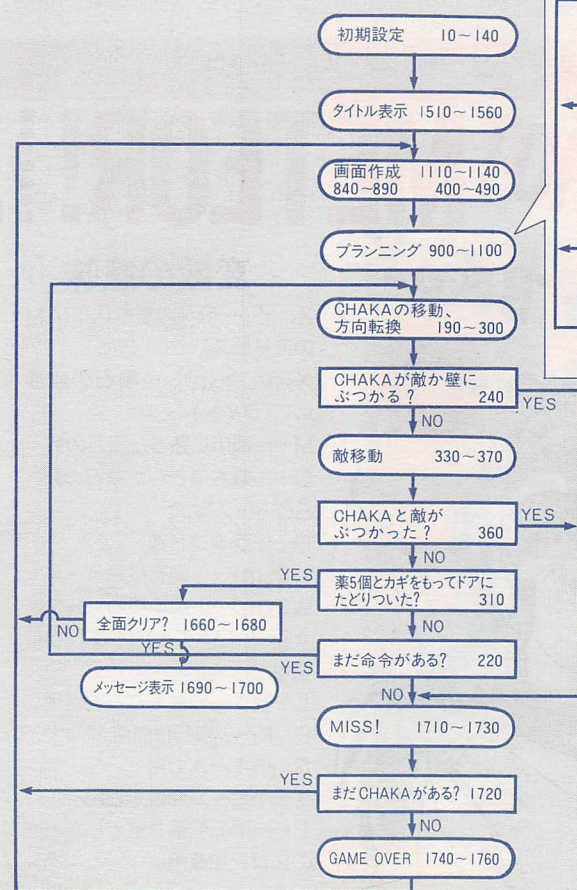 初期設定 10～140
タイトル表示 1510～1560
画面作成 1110～1140
840～890 400～490
プランニング 900～1100
CHAKAの移動、
方向転換 190～300
CHAKAが敵か壁に
ぶつかる? 240
YES
NO
敵移動 330～370
CHAKAと敵が
ぶつかった? 360
YES
NO
薬5個とカギをもってドアに
たどりついた? 310
YES
NO
全面クリア? 1660～1680
NO
YES
まだ命令がある? 220
YES
NO
メッセージ表示 1690～1700
MISS! 1710～1730
まだCHAKAがある? 1720
YES
NO
GAME OVER 1740～1760